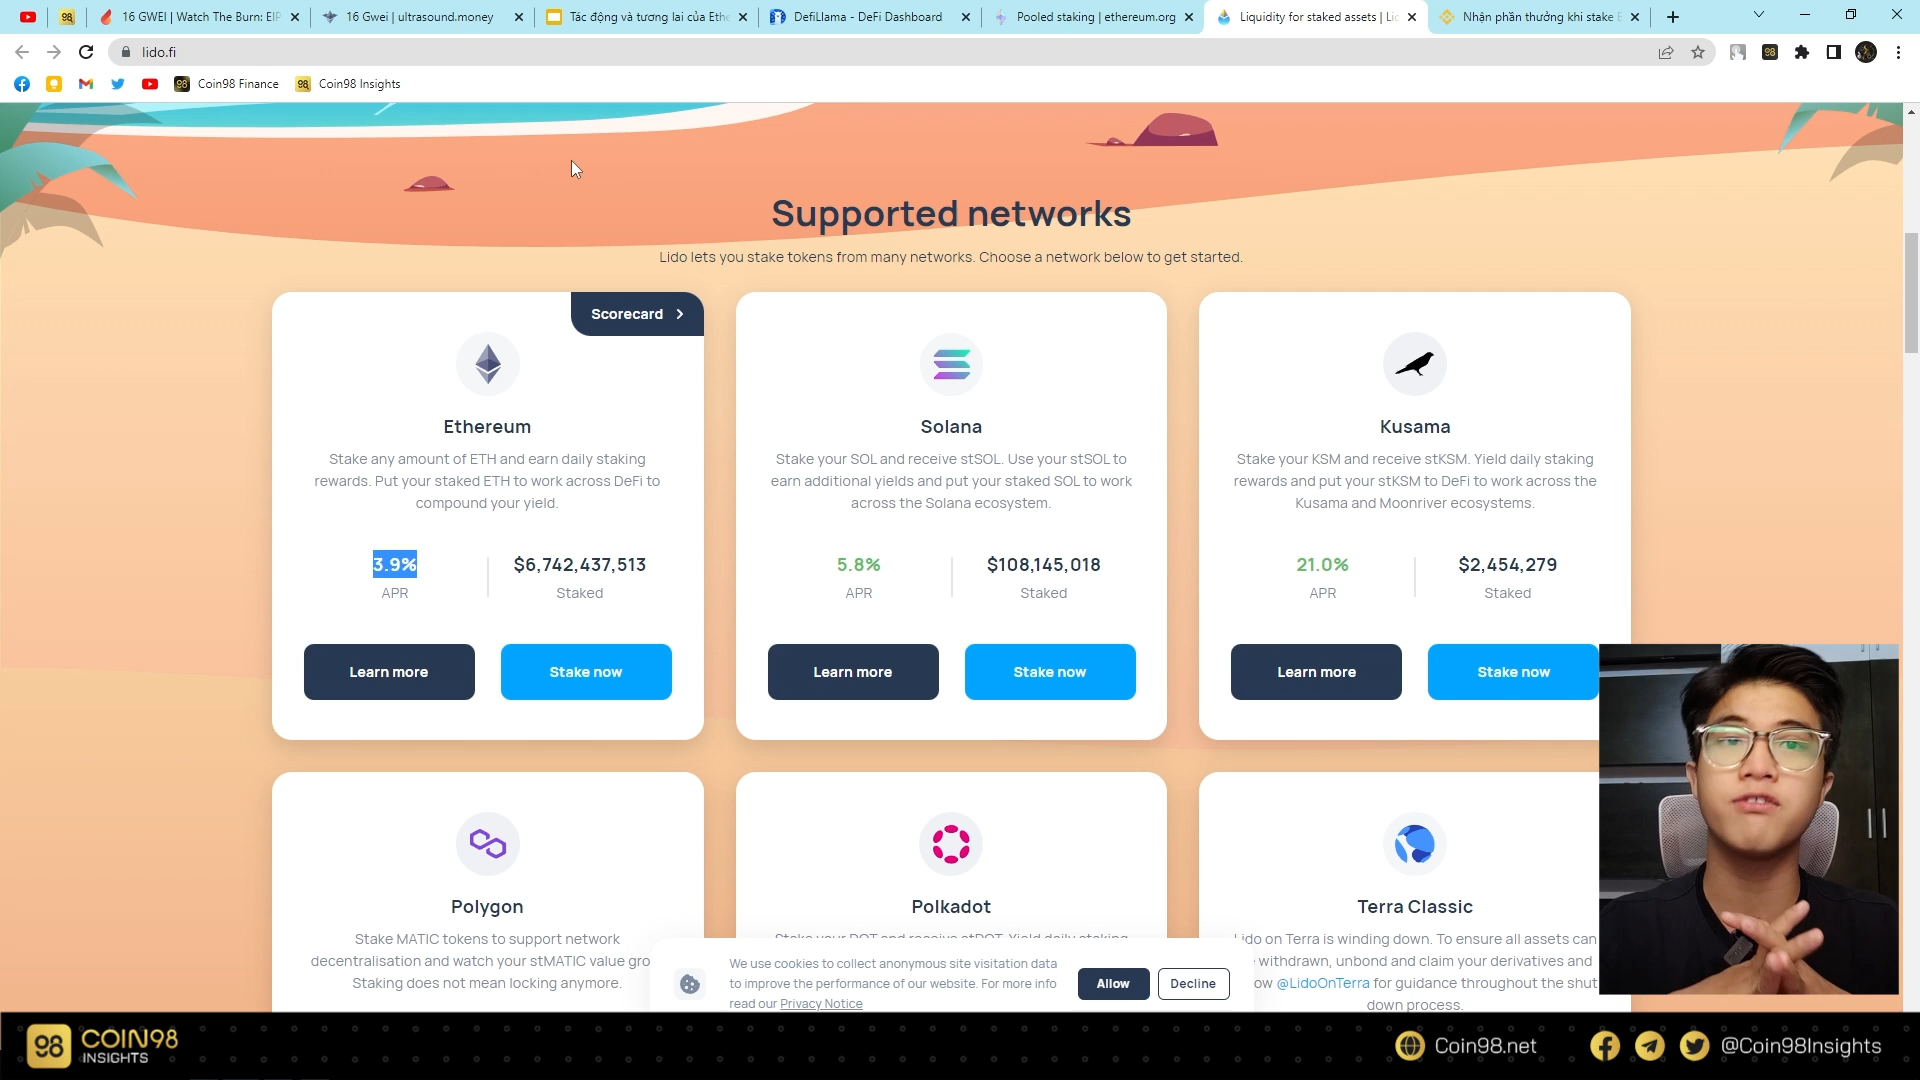 16 GWEI | Watch The Burn: EIP
16 Gwei | ultrasound.money
Tác động và tương lai của Eth
DefiLlama - DeFi Dashboard
Pooled staking | ethereum.org
Liquidity for staked assets | Li
Nhận phần thưởng khi stake E
lido.fi
Coin98 Finance
Coin98 Insights
Supported networks
Lido lets you stake tokens from many networks. Choose a network below to get started.
Scorecard
Ethereum
Stake any amount of ETH and earn daily staking
rewards. Put your staked ETH to work across DeFi to
compound your yield.
3.9%
APR
$6,742,437,513
Staked
Learn more
Stake now
Solana
Stake your SOL and receive stSOL. Use your stSOL to
earn additional yields and put your staked SOL to work
across the Solana ecosystem.
5.8%
APR
$108,145,018
Staked
Learn more
Stake now
Kusama
Stake your KSM and receive stKSM. Yield daily staking
rewards and put your stKSM to DeFi to work across the
Kusama and Moonriver ecosystems.
21.0%
APR
$2,454,279
Staked
Learn more
Stake now
Polygon
Stake MATIC tokens to support network
decentralisation and watch your stMATIC value gro
Staking does not mean locking anymore.
Polkadot
Stake your DOT and receive stDOT. Yield daily staking
Terra Classic
Lido on Terra is winding down. To ensure all assets can
withdrawn, unbond and claim your derivatives and
ow @LidoOnTerra for guidance throughout the shut
down process.
We use cookies to collect anonymous site visitation data
to improve the performance of our website. For more info
read our Privacy Notice
Allow
Decline
98
COIN98
INSIGHTS
Coin98.net
@Coin98Insights